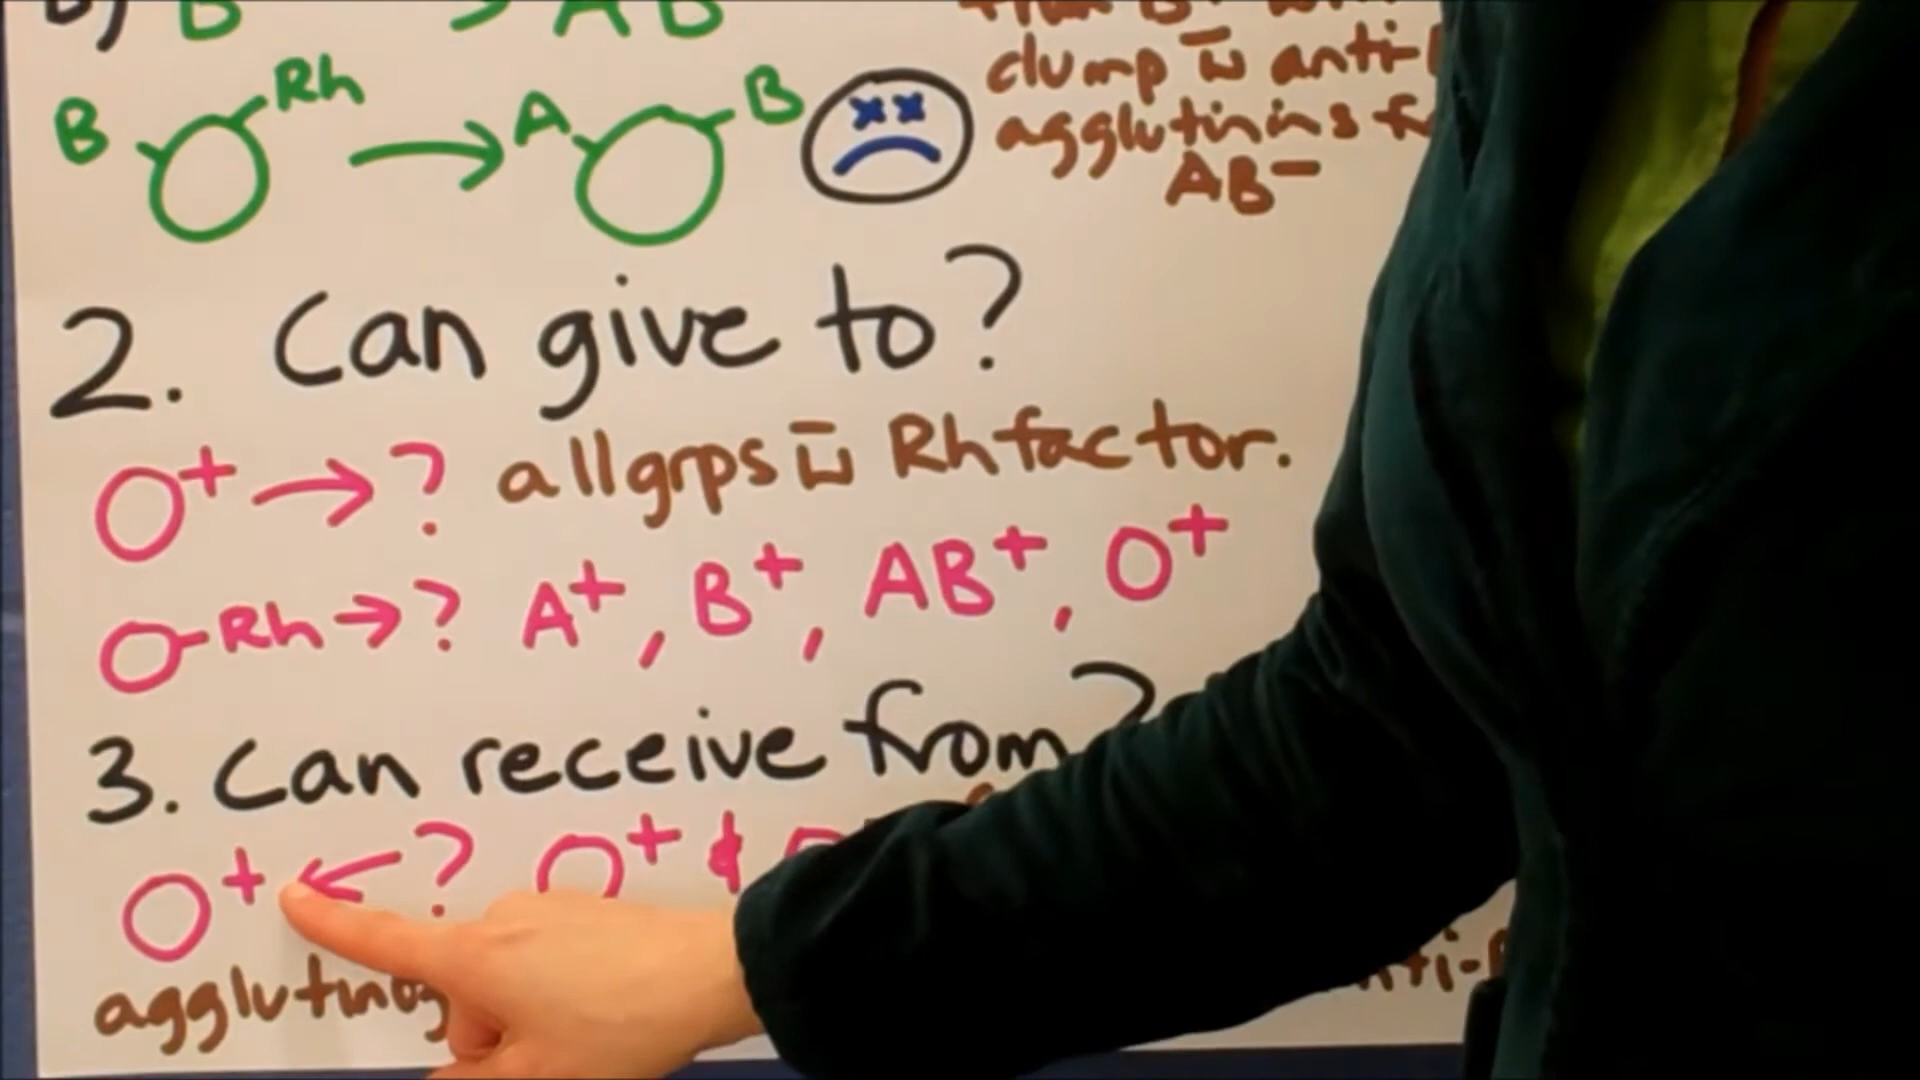 B⁺ → AB⁻
clump w̄ anti-
B Rh → A B
agglutinins
AB⁻
2. Can give to?
O⁺ → ? all grps w̄ Rh factor.
O-Rh → ? A⁺, B⁺, AB⁺, O⁺
3. Can receive from?
O⁺ ← ? O⁺ &